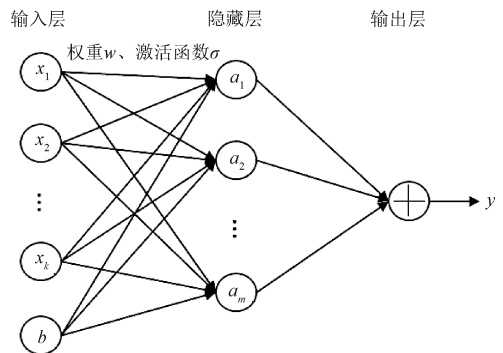 输入层 隐藏层 输出层
权重w、激活函数σ
x₁ a₁
x₂ a₂
⋮ ⋮
y
xₖ aₘ
b